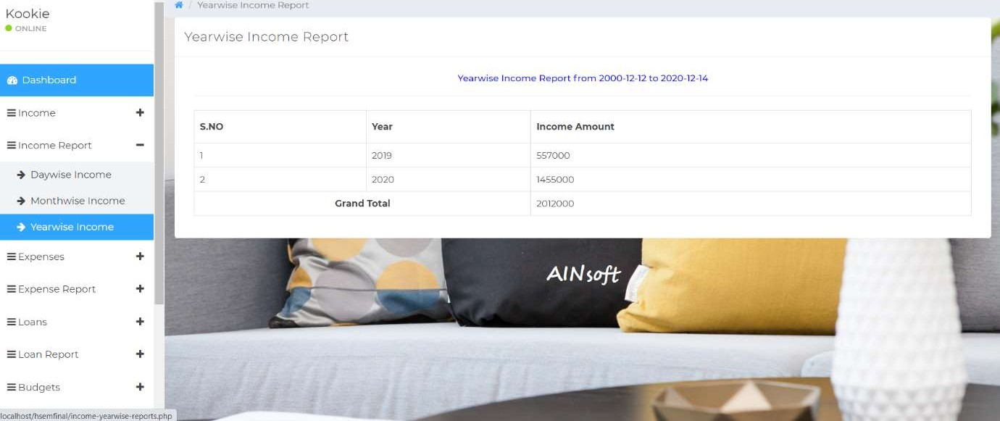 Kookie
ONLINE
Dashboard
Income
Income Report
Daywise Income
Monthwise Income
Yearwise Income
Expenses
Expense Report
Loans
Loan Report
Budgets
localhost/hsemfinal/income-yearwise-reports.php
/ Yearwise Income Report
Yearwise Income Report
Yearwise Income Report from 2000-12-12 to 2020-12-14
S.NO Year Income Amount
1 2019 557000
2 2020 1455000
Grand Total 2012000
AINsoft